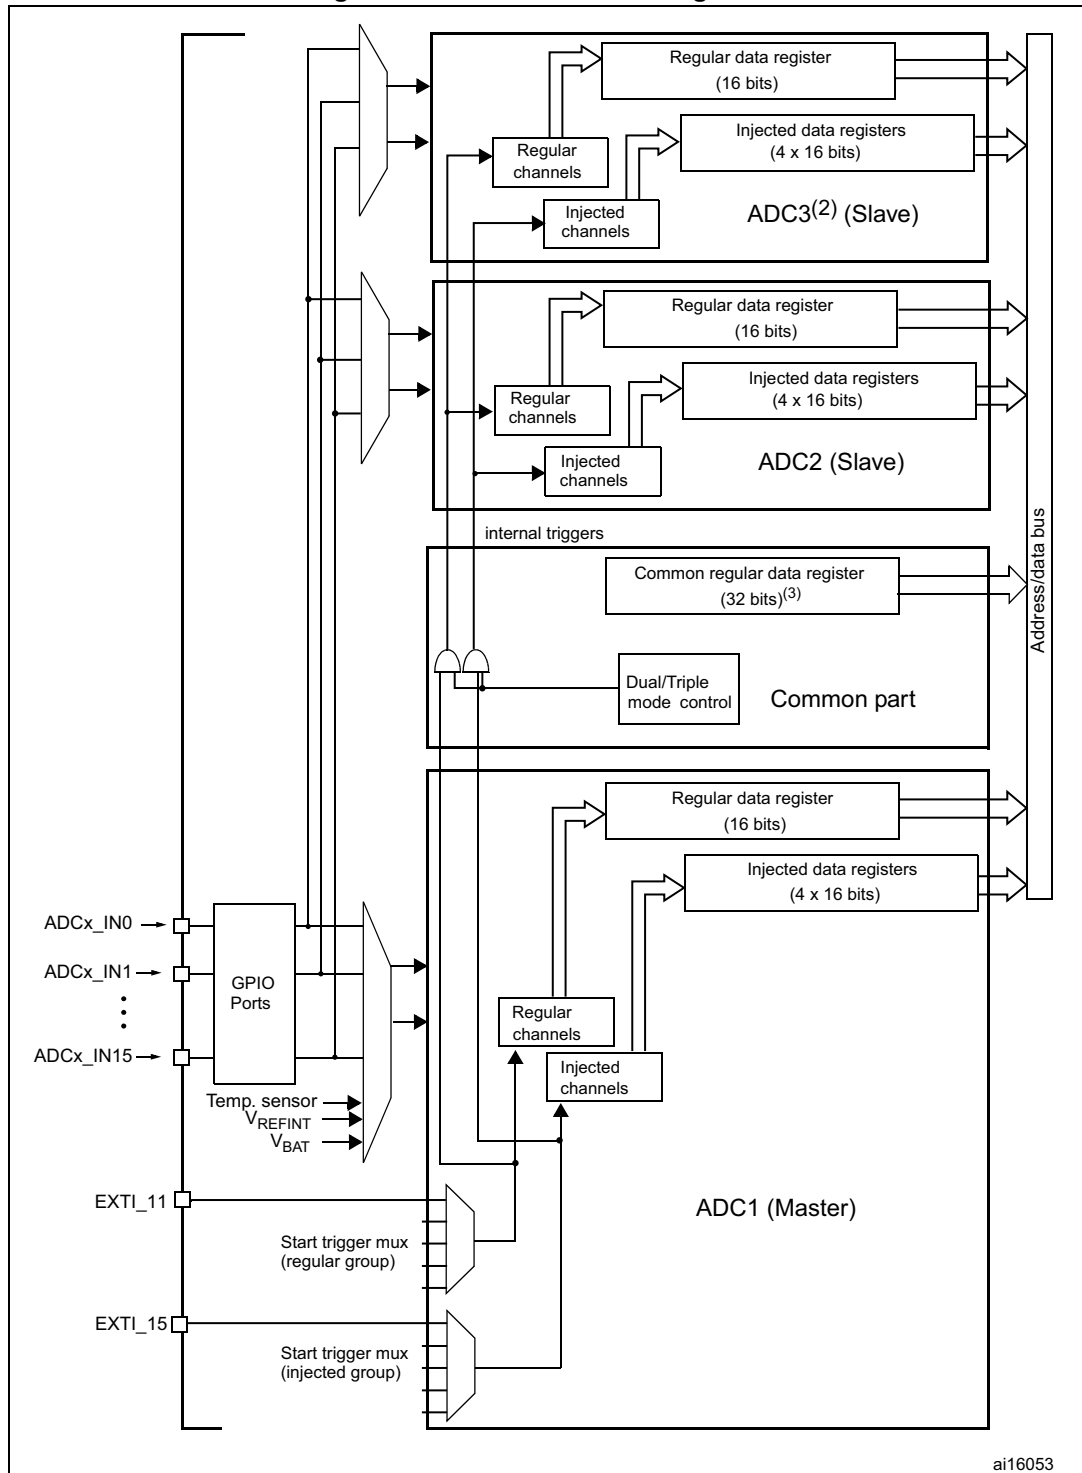 Regular data register
(16 bits)
Injected data registers
(4 x 16 bits)
Regular
channels
Injected
channels
ADC3(2) (Slave)
Regular data register
(16 bits)
Injected data registers
(4 x 16 bits)
Regular
channels
Injected
channels
ADC2 (Slave)
internal triggers
Common regular data register
(32 bits)(3)
Dual/Triple
mode control
Common part
Address/data bus
Regular data register
(16 bits)
Injected data registers
(4 x 16 bits)
ADCx_IN0
ADCx_IN1
ADCx_IN15
GPIO
Ports
Regular
channels
Injected
channels
Temp. sensor
VREFINT
VBAT
EXTI_11
Start trigger mux
(regular group)
ADC1 (Master)
EXTI_15
Start trigger mux
(injected group)
ai16053